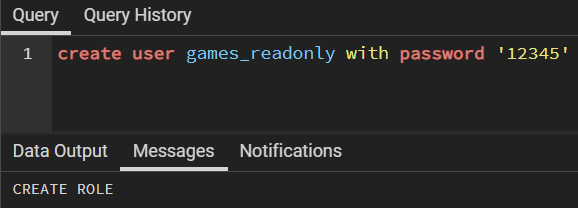 Query Query History
1 create user games_readonly with password '12345'
Data Output Messages Notifications
CREATE ROLE